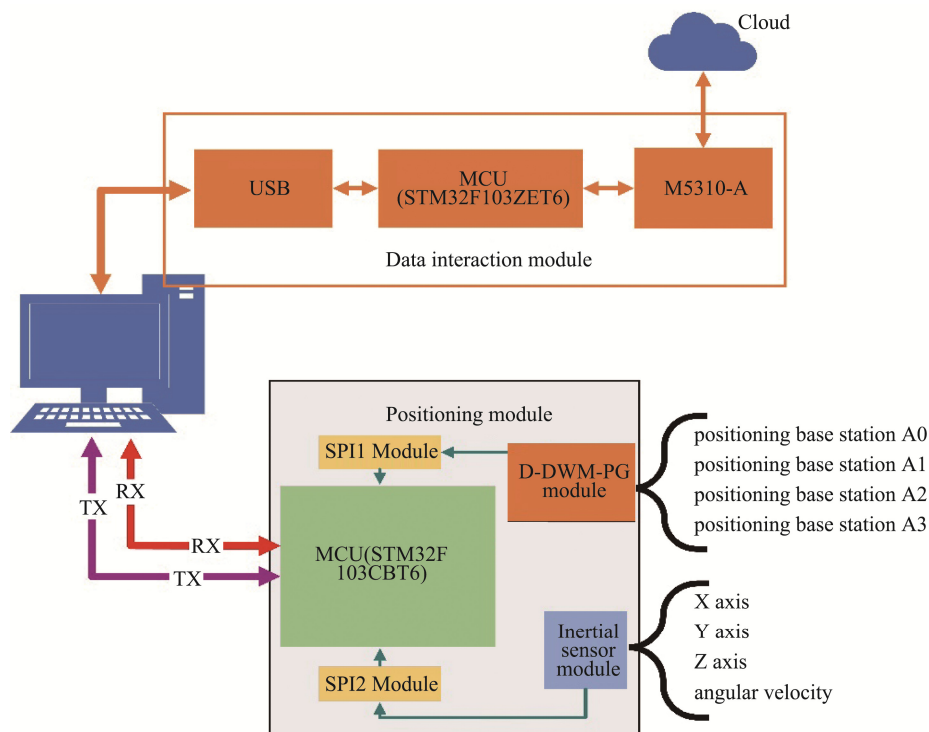 Cloud
USB
MCU
(STM32F103ZET6)
M5310-A
Data interaction module
Positioning module
SPI1 Module
D-DWM-PG
module
positioning base station A0
positioning base station A1
positioning base station A2
positioning base station A3
TX
RX
RX
TX
MCU(STM32F
103CBT6)
SPI2 Module
Inertial
sensor
module
X axis
Y axis
Z axis
angular velocity